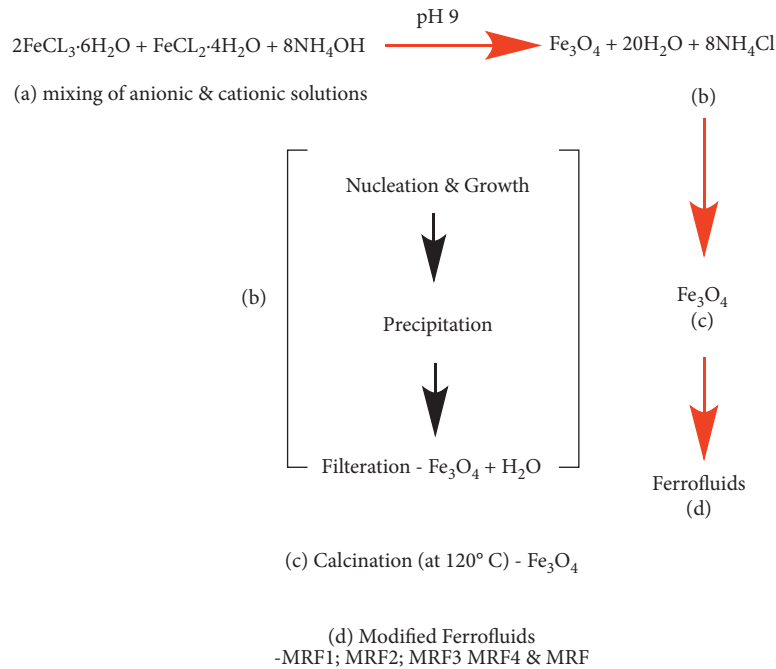 pH 9
2FeCL₃·6H₂O + FeCL₂·4H₂O + 8NH₄OH
Fe₃O₄ + 20H₂O + 8NH₄Cl
(a) mixing of anionic & cationic solutions
(b)
Nucleation & Growth
(b)
Precipitation
Filteration - Fe₃O₄ + H₂O
Fe₃O₄
(c)
Ferrofluids
(d)
(c) Calcination (at 120° C) - Fe₃O₄
(d) Modified Ferrofluids
-MRF1; MRF2; MRF3 MRF4 & MRF